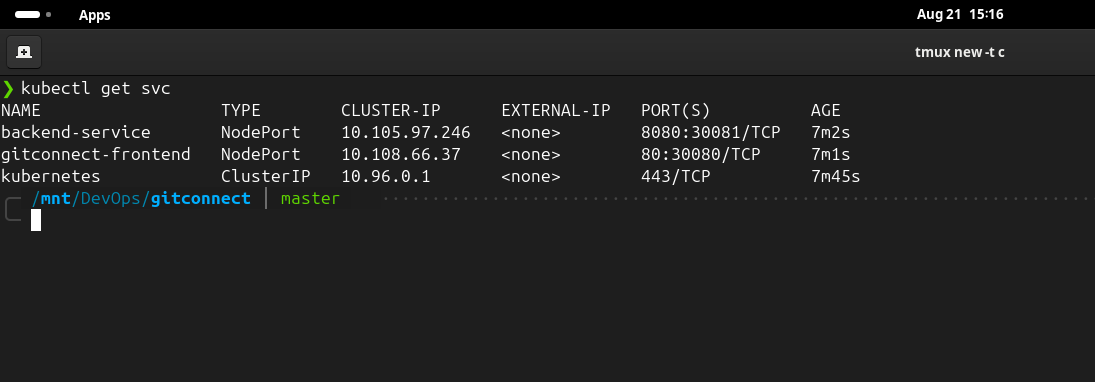 Apps
Aug 21 15:16
tmux new -t c
❯ kubectl get svc
NAME TYPE CLUSTER-IP EXTERNAL-IP PORT(S) AGE
backend-service NodePort 10.105.97.246 <none> 8080:30081/TCP 7m2s
gitconnect-frontend NodePort 10.108.66.37 <none> 80:30080/TCP 7m1s
kubernetes ClusterIP 10.96.0.1 <none> 443/TCP 7m45s
/mnt/DevOps/gitconnect | master